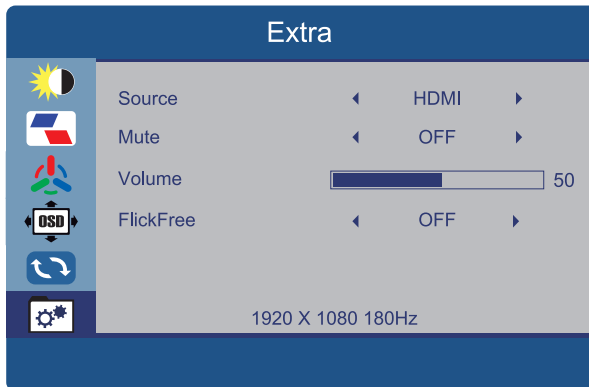 Extra
Source HDMI
Mute OFF
Volume 50
FlickFree OFF
OSD
1920 X 1080 180Hz